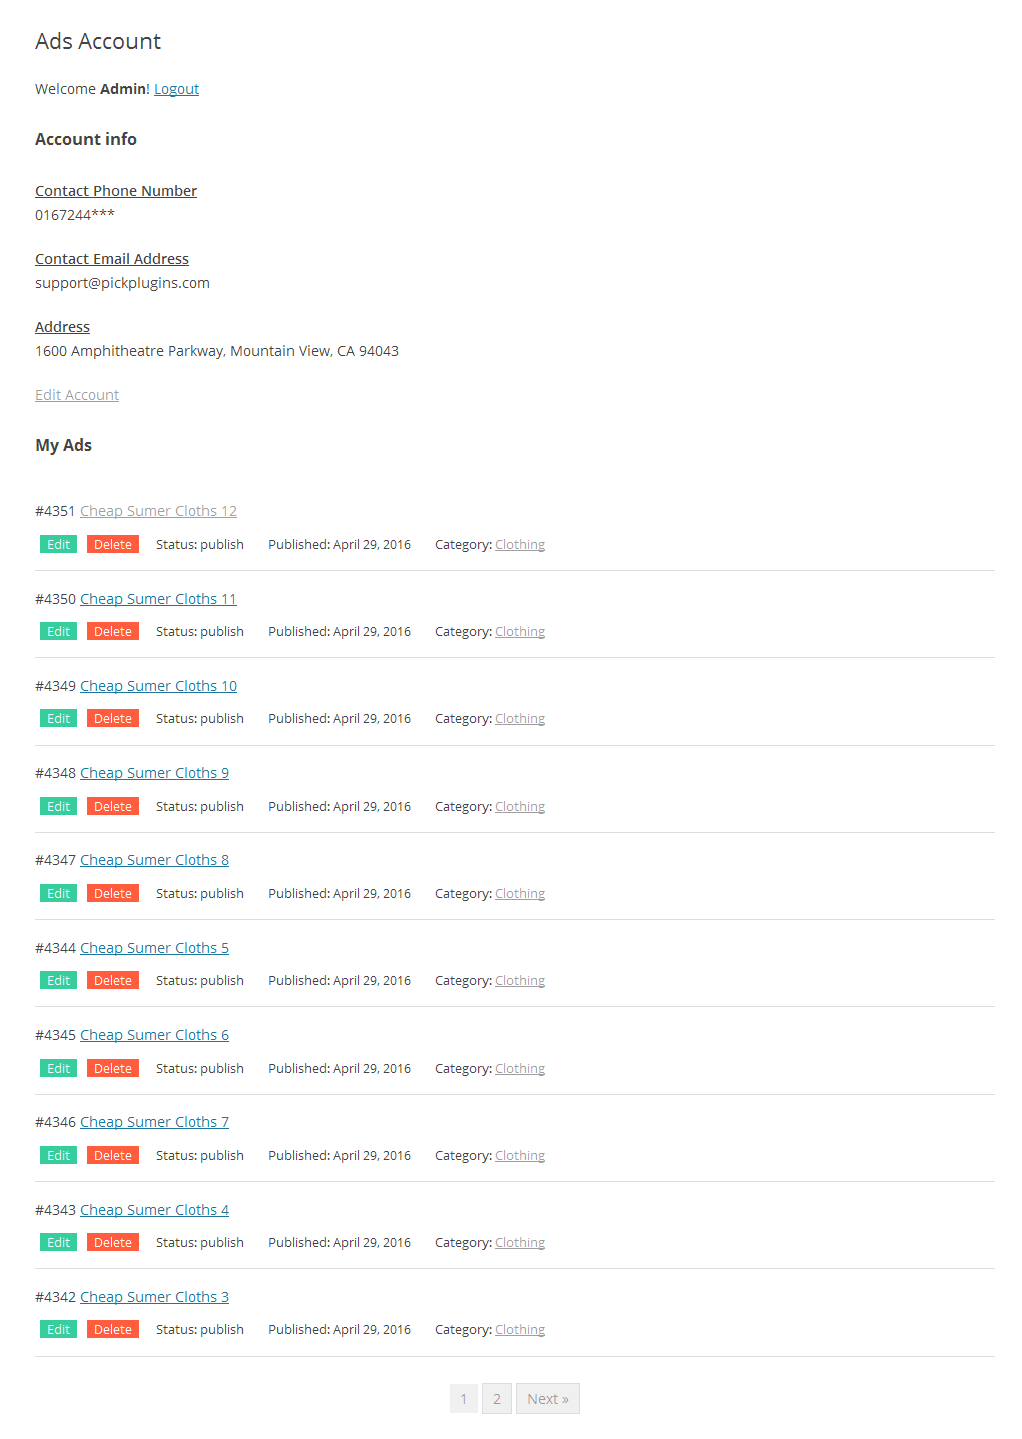 Ads Account
Welcome Admin! Logout
Account info
Contact Phone Number
0167244***
Contact Email Address
support@pickplugins.com
Address
1600 Amphitheatre Parkway, Mountain View, CA 94043
Edit Account
My Ads
#4351 Cheap Sumer Cloths 12
Edit Delete Status: publish Published: April 29, 2016 Category: Clothing
#4350 Cheap Sumer Cloths 11
Edit Delete Status: publish Published: April 29, 2016 Category: Clothing
#4349 Cheap Sumer Cloths 10
Edit Delete Status: publish Published: April 29, 2016 Category: Clothing
#4348 Cheap Sumer Cloths 9
Edit Delete Status: publish Published: April 29, 2016 Category: Clothing
#4347 Cheap Sumer Cloths 8
Edit Delete Status: publish Published: April 29, 2016 Category: Clothing
#4344 Cheap Sumer Cloths 5
Edit Delete Status: publish Published: April 29, 2016 Category: Clothing
#4345 Cheap Sumer Cloths 6
Edit Delete Status: publish Published: April 29, 2016 Category: Clothing
#4346 Cheap Sumer Cloths 7
Edit Delete Status: publish Published: April 29, 2016 Category: Clothing
#4343 Cheap Sumer Cloths 4
Edit Delete Status: publish Published: April 29, 2016 Category: Clothing
#4342 Cheap Sumer Cloths 3
Edit Delete Status: publish Published: April 29, 2016 Category: Clothing
1 2 Next »